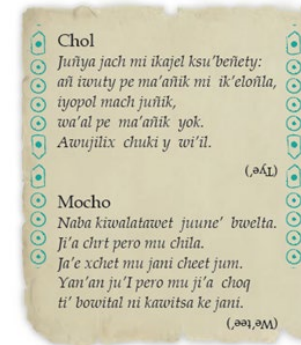 Chol
Juñya jach mi ikajel ksu'beñety:
añ iwuty pe ma'añik mi ik'eloñla,
iyopol mach juñik,
wa'al pe ma'añik yok.
Awujilix chuki y wi'il.
(Tye')
Mocho
Naba kiwalatawet juune' bwelta.
Ji'a chrt pero mu chila.
Ja'e xchet mu jani cheet jum.
Yan'an ju'I pero mu ji'a choq
ti' bowital ni kawitsa ke jani.
(We'tee')